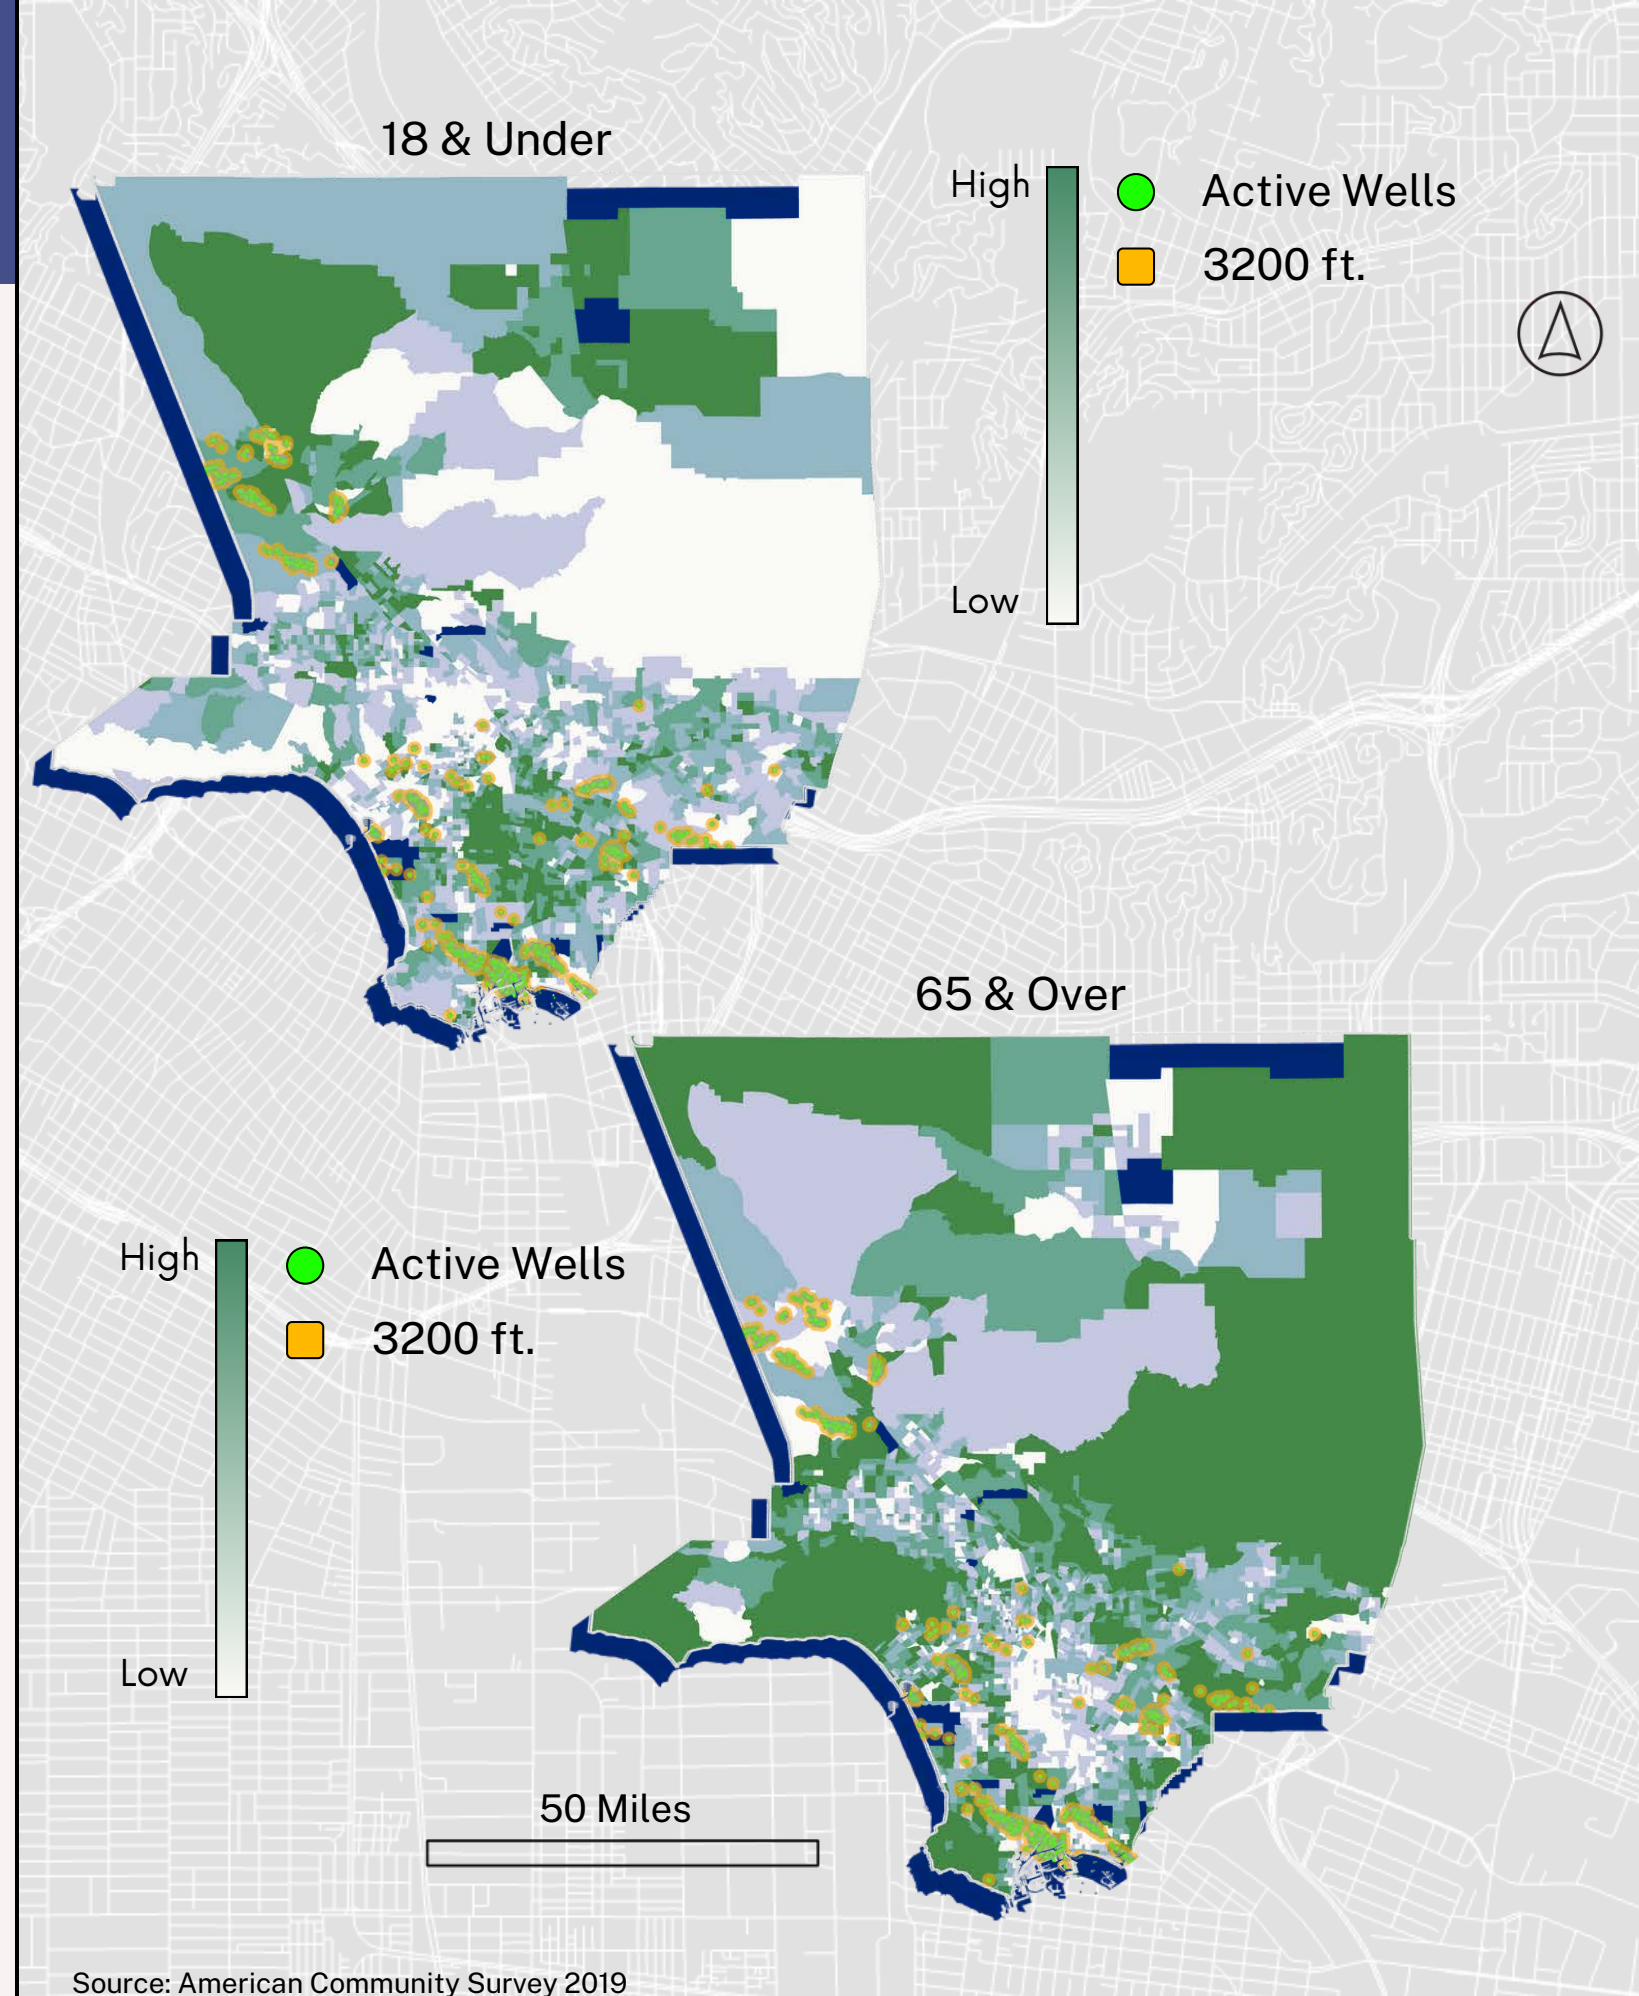 18 & Under
High
Active Wells
3200 ft.
Low
65 & Over
High
Active Wells
3200 ft.
Low
50 Miles
Source: American Community Survey 2019